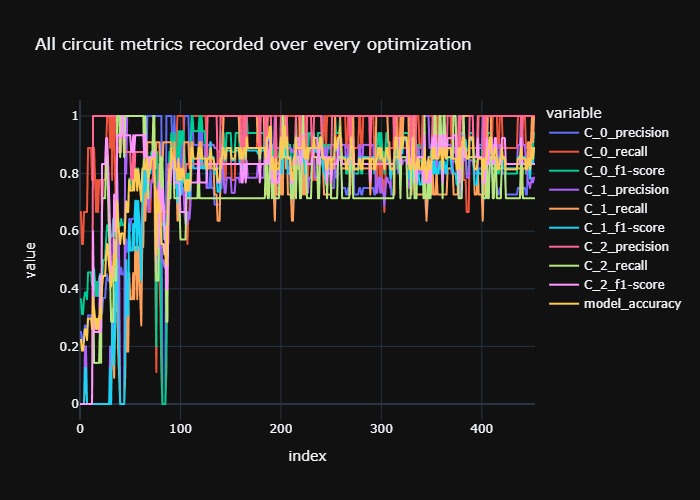 All circuit metrics recorded over every optimization
variable
C_0_precision
C_0_recall
C_0_f1-score
C_1_precision
C_1_recall
C_1_f1-score
C_2_precision
C_2_recall
C_2_f1-score
model_accuracy
value
1
0.8
0.6
0.4
0.2
0
0 100 200 300 400
index